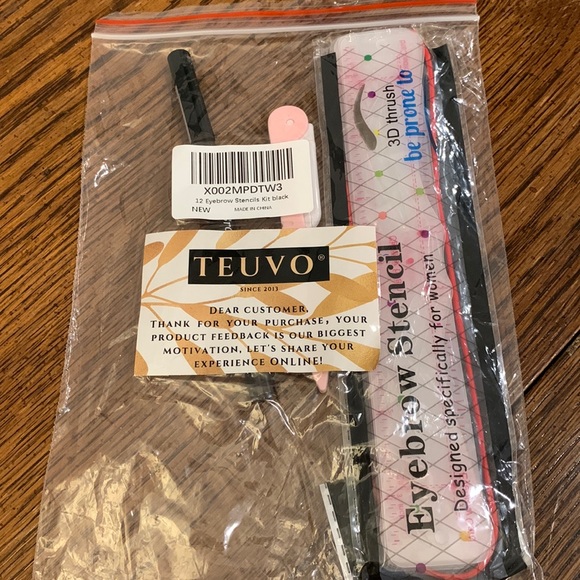 X002MPDTW3
12 Eyebrow Stencils Kit black
NEW MADE IN CHINA
TEUVO®
SINCE 2013
DEAR CUSTOMER,
THANK FOR YOUR PURCHASE, YOUR
PRODUCT FEEDBACK IS OUR BIGGEST
MOTIVATION, LET'S SHARE YOUR
EXPERIENCE ONLINE!
Eyebrow Stencil
Designed specifically for women
3D thrush
be prone to